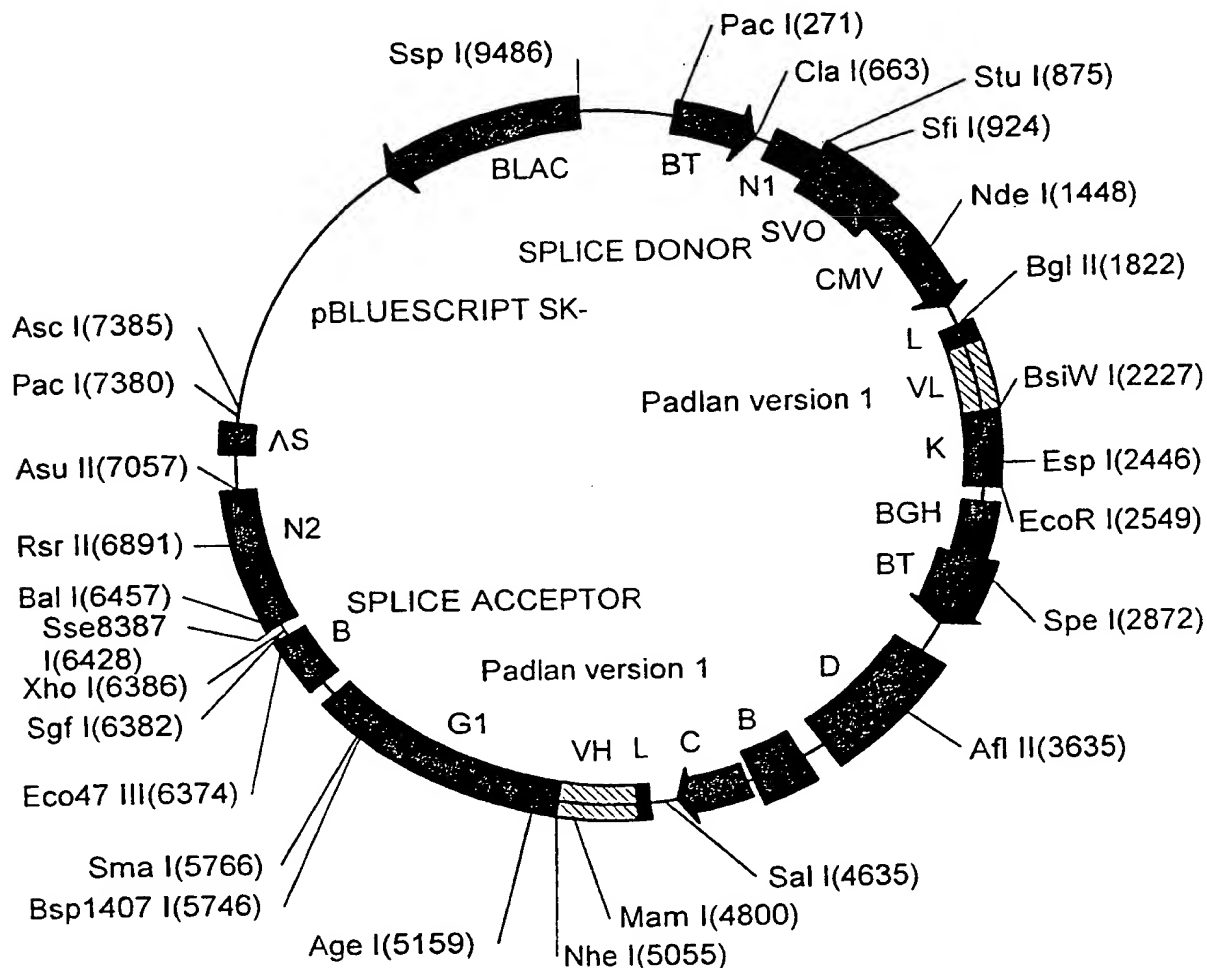 Pac I(271)
Ssp I(9486)
Cla I(663)
Stu I(875)
Sfi I(924)
BLAC
BT
N1
SVO
SPLICE DONOR
Nde I(1448)
CMV
Bgl II(1822)
pBLUESCRIPT SK-
Asc I(7385)
L
Pac I(7380)
VL
BsiW I(2227)
Padlan version 1
ΛS
K
Esp I(2446)
Asu II(7057)
BGH
EcoR I(2549)
N2
Rsr II(6891)
BT
Bal I(6457)
SPLICE ACCEPTOR
Spe I(2872)
Sse8387
I(6428)
B
Xho I(6386)
Padlan version 1
D
Sgf I(6382)
G1
VH
L
C
B
Afl II(3635)
Eco47 III(6374)
Sma I(5766)
Sal I(4635)
Bsp1407 I(5746)
Mam I(4800)
Age I(5159)
Nhe I(5055)